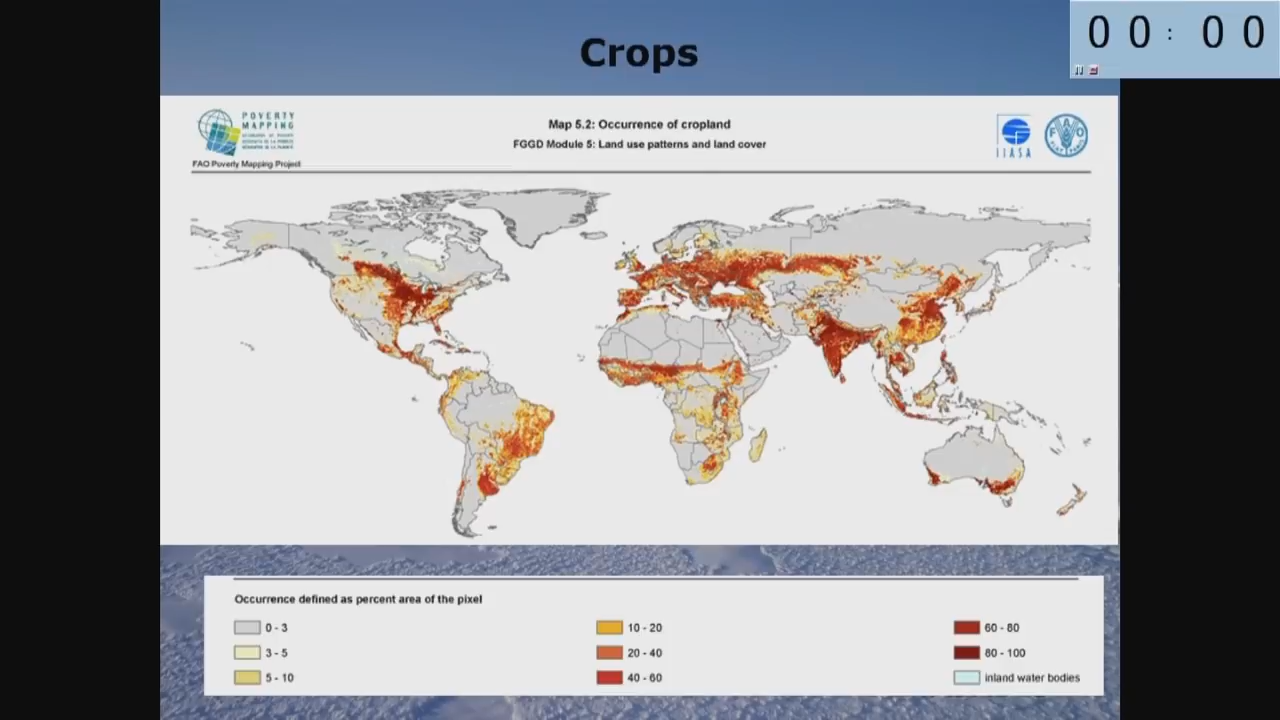 00:00
Crops
POVERTY
MAPPING
FAO Poverty Mapping Project
Map 5.2: Occurrence of cropland
FGGD Module 5: Land use patterns and land cover
IIASA
FAO
Occurrence defined as percent area of the pixel
0 - 3
3 - 5
5 - 10
10 - 20
20 - 40
40 - 60
60 - 80
80 - 100
inland water bodies